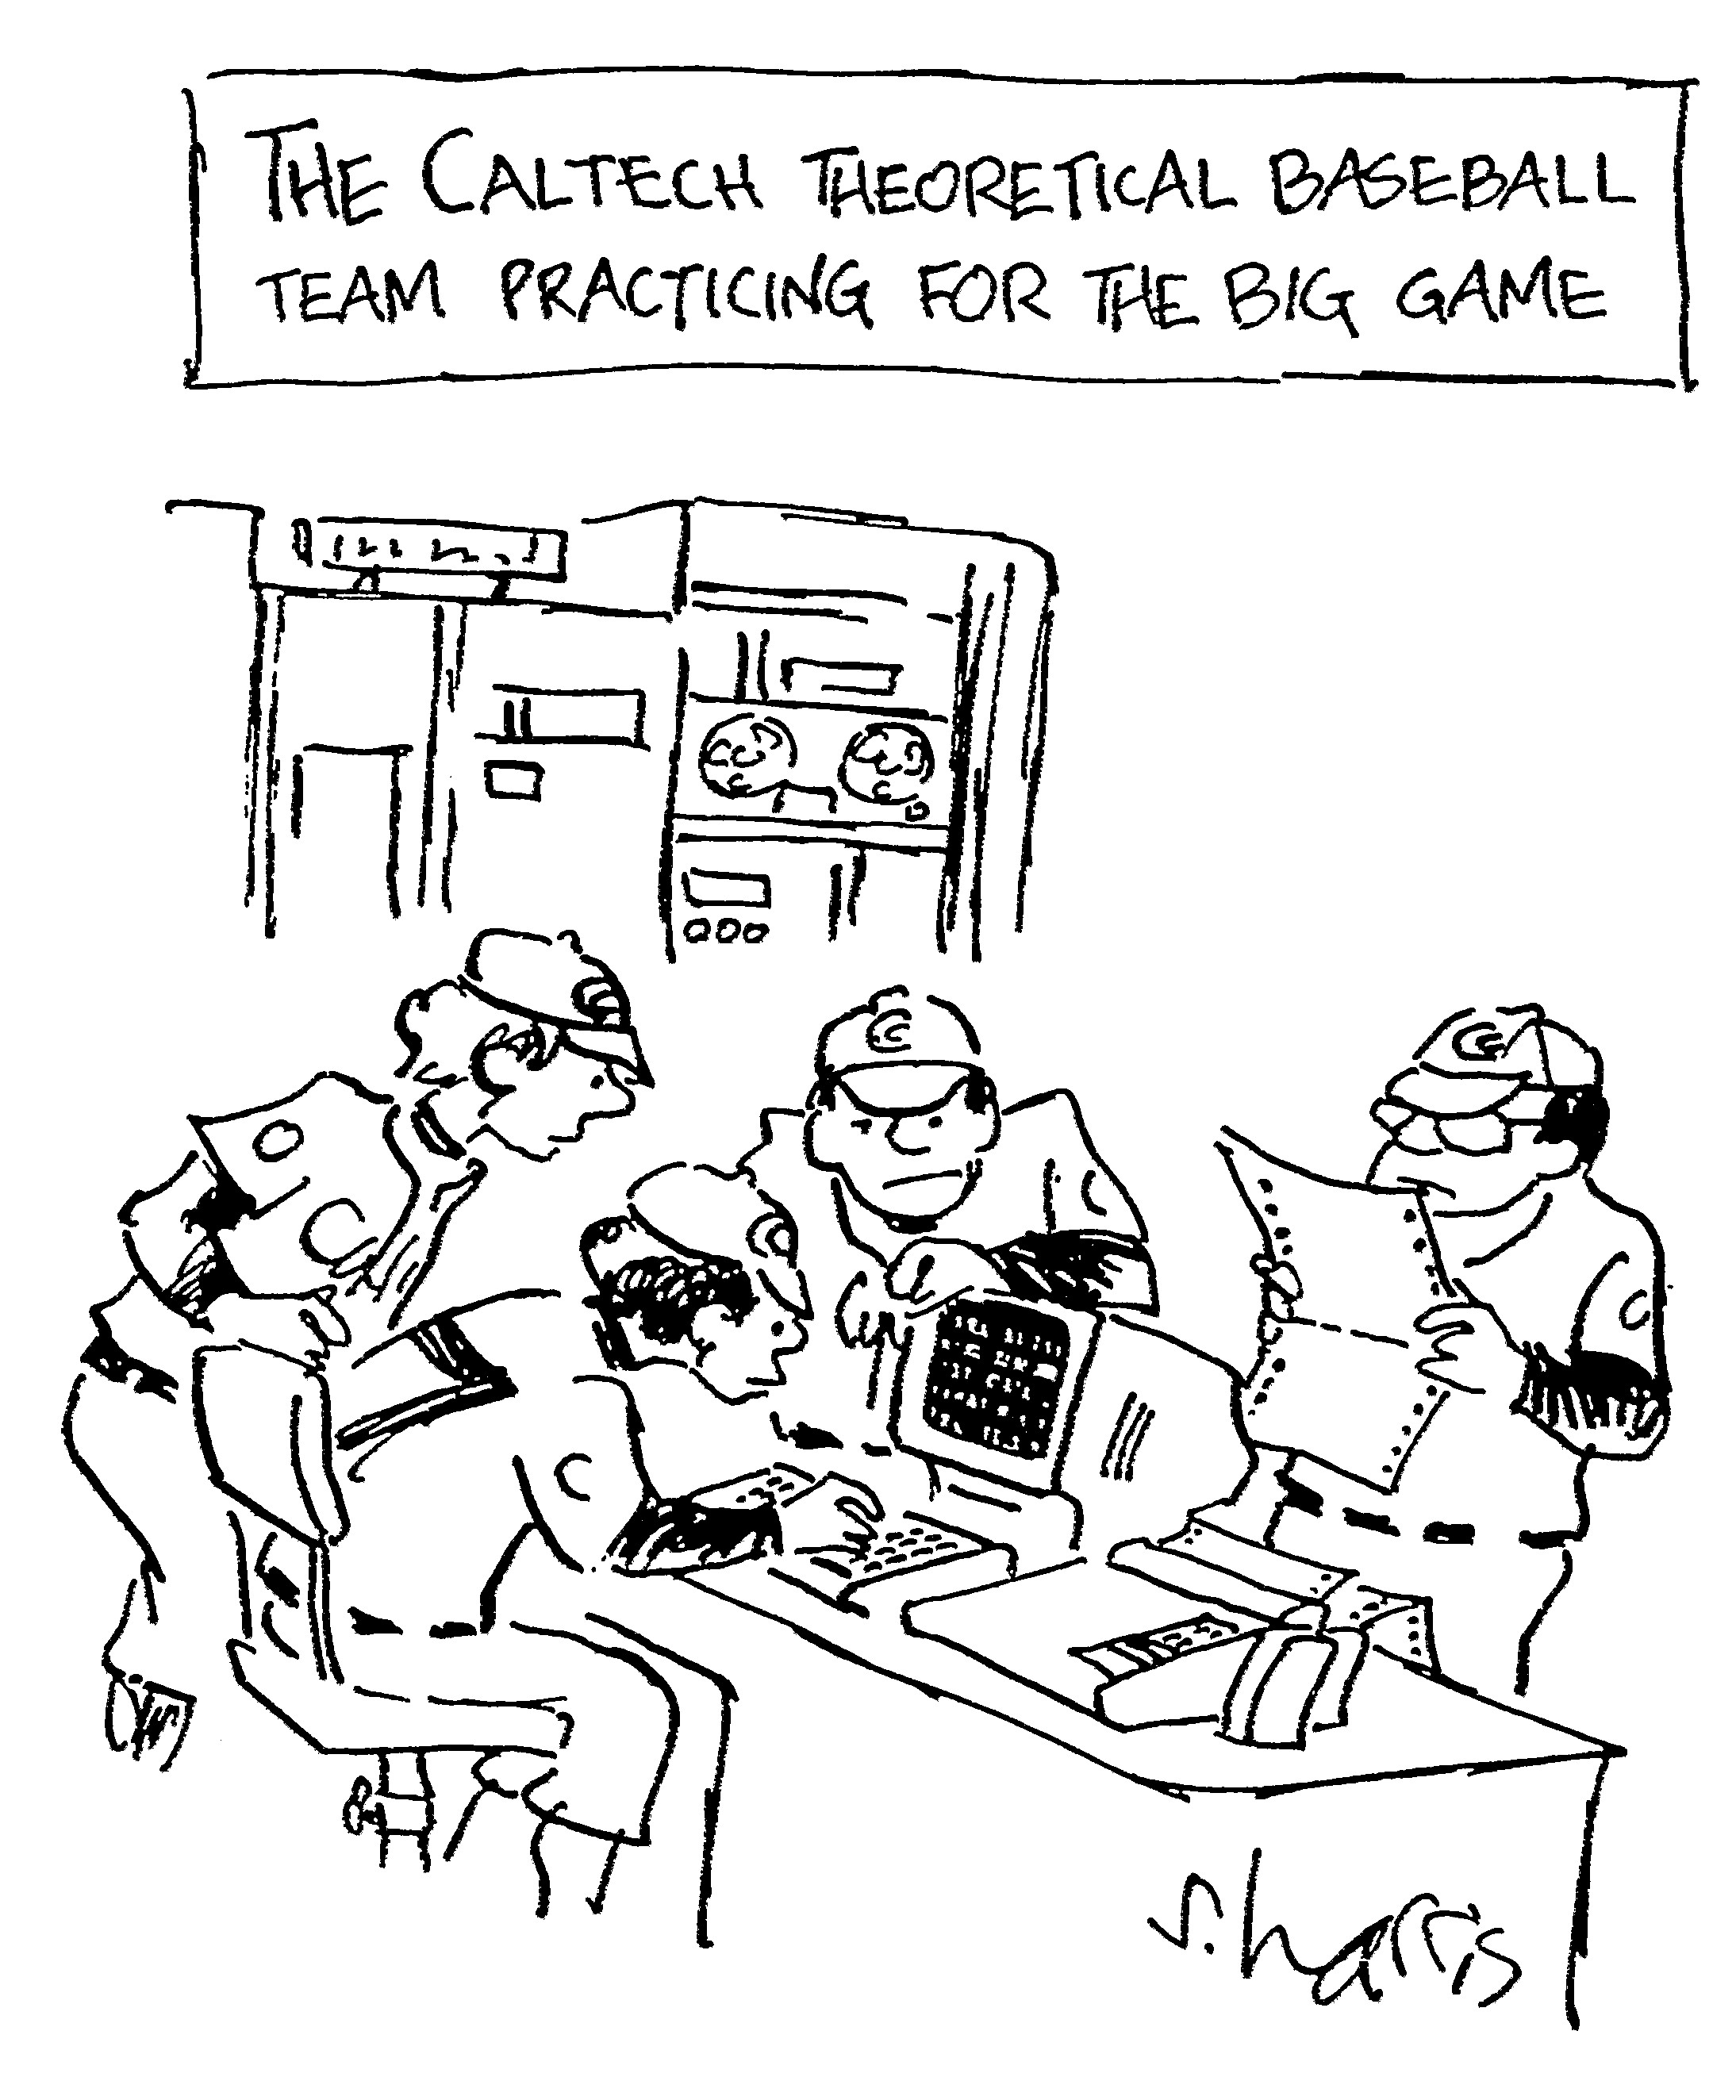 THE CALTECH THEORETICAL BASEBALL
TEAM PRACTICING FOR THE BIG GAME
C
C
S. Harris